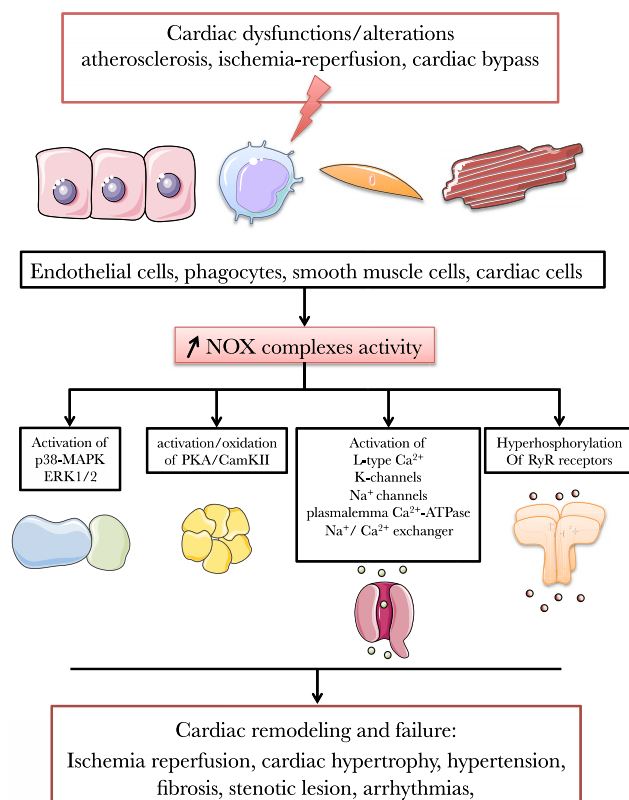 Cardiac dysfunctions/alterations
atherosclerosis, ischemia-reperfusion, cardiac bypass
Endothelial cells, phagocytes, smooth muscle cells, cardiac cells
NOX complexes activity
Activation of
p38-MAPK
ERK1/2
activation/oxidation
of PKA/CamKII
Activation of
L-type Ca²⁺
K-channels
Na⁺ channels
plasmalemma Ca²⁺-ATPase
Na⁺/ Ca²⁺ exchanger
Hyperhosphorylation
Of RyR receptors
Cardiac remodeling and failure:
Ischemia reperfusion, cardiac hypertrophy, hypertension,
fibrosis, stenotic lesion, arrhythmias,